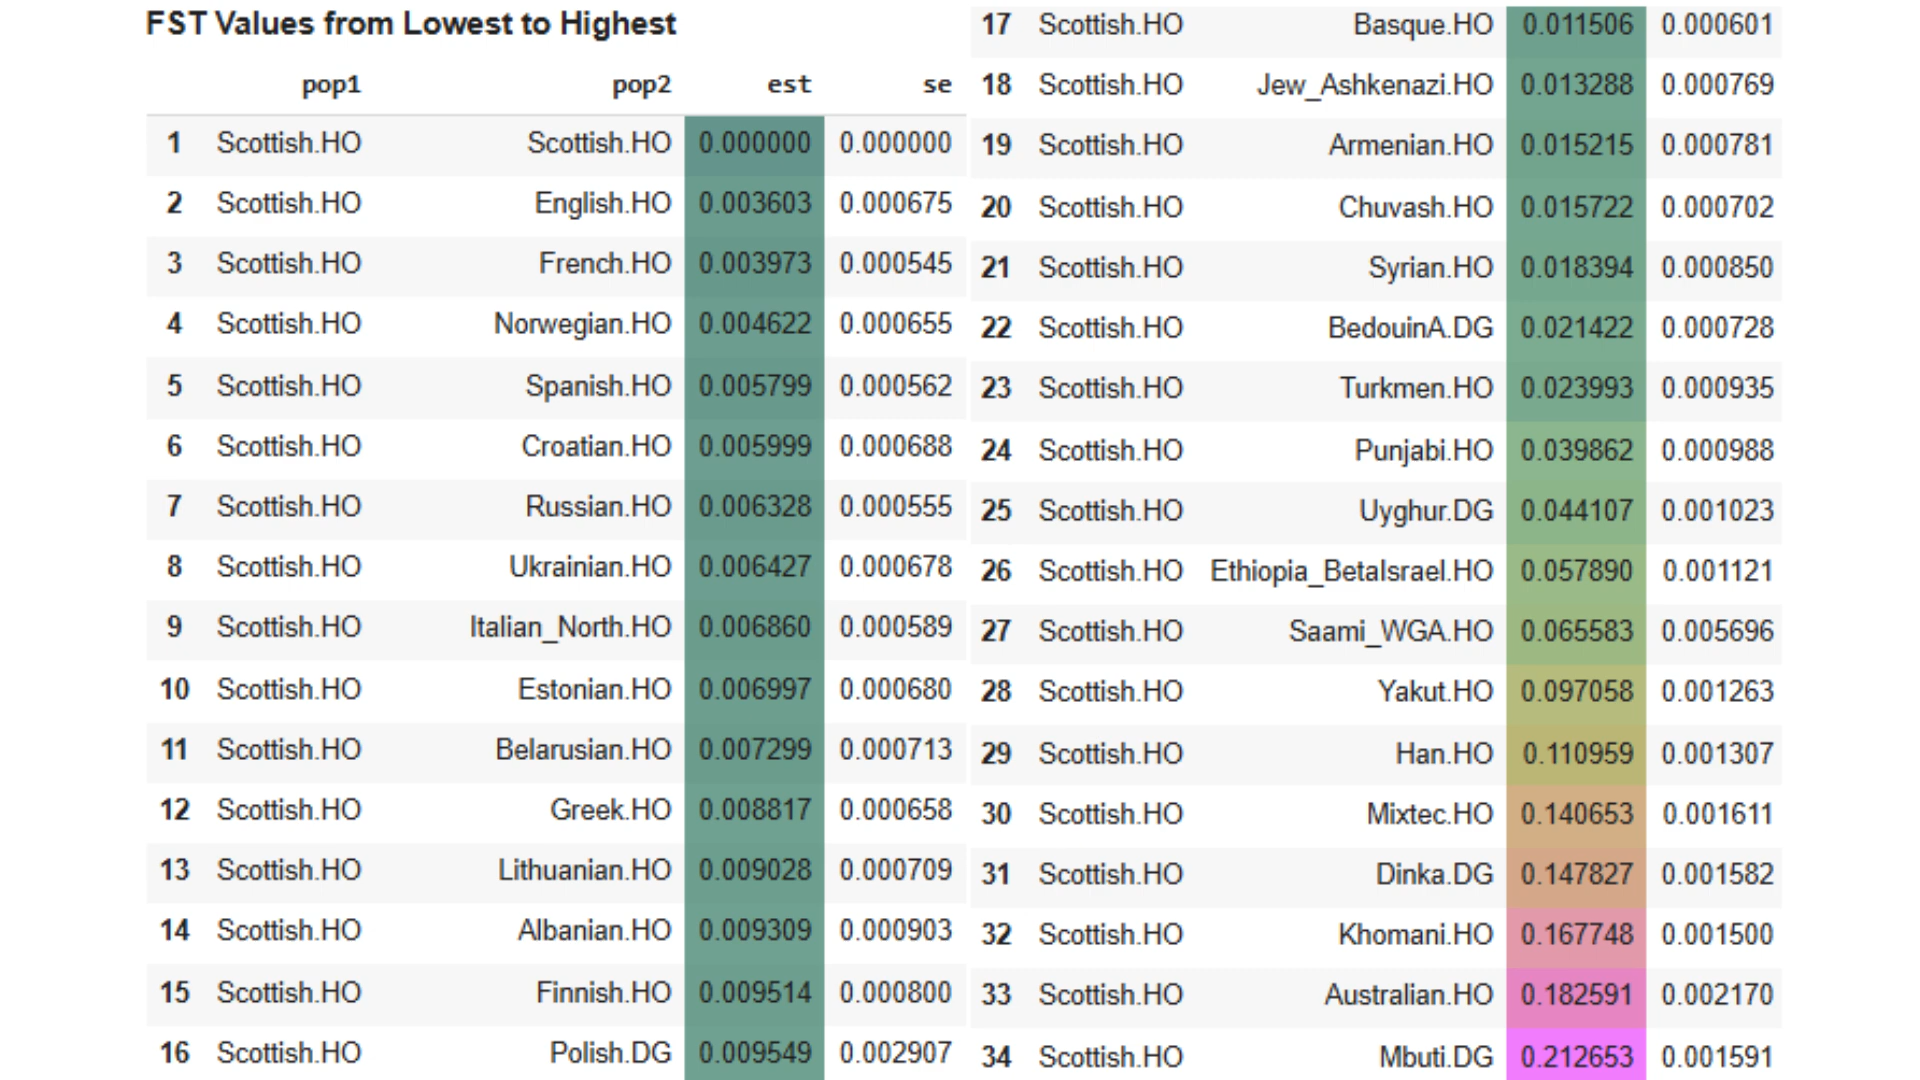 FST Values from Lowest to Highest
pop1 pop2 est se
1 Scottish.HO Scottish.HO 0.000000 0.000000
2 Scottish.HO English.HO 0.003603 0.000675
3 Scottish.HO French.HO 0.003973 0.000545
4 Scottish.HO Norwegian.HO 0.004622 0.000655
5 Scottish.HO Spanish.HO 0.005799 0.000562
6 Scottish.HO Croatian.HO 0.005999 0.000688
7 Scottish.HO Russian.HO 0.006328 0.000555
8 Scottish.HO Ukrainian.HO 0.006427 0.000678
9 Scottish.HO Italian_North.HO 0.006860 0.000589
10 Scottish.HO Estonian.HO 0.006997 0.000680
11 Scottish.HO Belarusian.HO 0.007299 0.000713
12 Scottish.HO Greek.HO 0.008817 0.000658
13 Scottish.HO Lithuanian.HO 0.009028 0.000709
14 Scottish.HO Albanian.HO 0.009309 0.000903
15 Scottish.HO Finnish.HO 0.009514 0.000800
16 Scottish.HO Polish.DG 0.009549 0.002907
17 Scottish.HO Basque.HO 0.011506 0.000601
18 Scottish.HO Jew_Ashkenazi.HO 0.013288 0.000769
19 Scottish.HO Armenian.HO 0.015215 0.000781
20 Scottish.HO Chuvash.HO 0.015722 0.000702
21 Scottish.HO Syrian.HO 0.018394 0.000850
22 Scottish.HO BedouinA.DG 0.021422 0.000728
23 Scottish.HO Turkmen.HO 0.023993 0.000935
24 Scottish.HO Punjabi.HO 0.039862 0.000988
25 Scottish.HO Uyghur.DG 0.044107 0.001023
26 Scottish.HO Ethiopia_BetaIsrael.HO 0.057890 0.001121
27 Scottish.HO Saami_WGA.HO 0.065583 0.005696
28 Scottish.HO Yakut.HO 0.097058 0.001263
29 Scottish.HO Han.HO 0.110959 0.001307
30 Scottish.HO Mixtec.HO 0.140653 0.001611
31 Scottish.HO Dinka.DG 0.147827 0.001582
32 Scottish.HO Khomani.HO 0.167748 0.001500
33 Scottish.HO Australian.HO 0.182591 0.002170
34 Scottish.HO Mbuti.DG 0.212653 0.001591